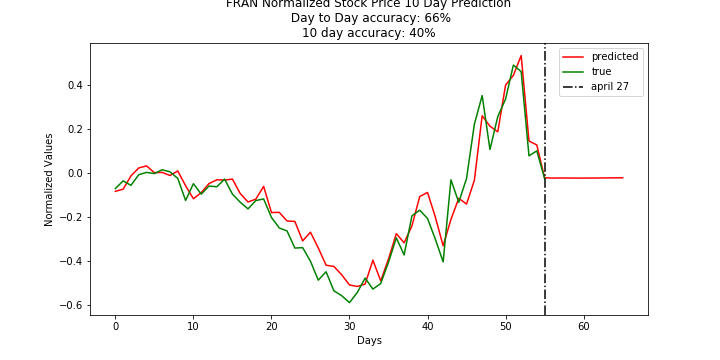 FRAN Normalized Stock Price 10 Day Prediction
Day to Day accuracy: 66%
10 day accuracy: 40%
predicted
true
april 27
Normalized Values
0.4
0.2
0.0
−0.2
−0.4
−0.6
0 10 20 30 40 50 60
Days